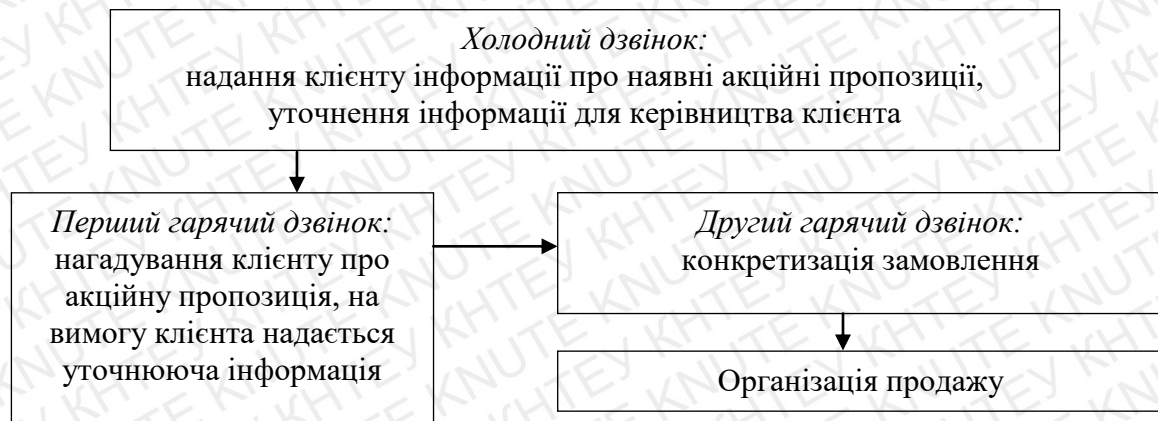 Холодний дзвінок:
надання клієнту інформації про наявні акційні пропозиції,
уточнення інформації для керівництва клієнта
Перший гарячий дзвінок:
нагадування клієнту про
акційну пропозиція, на
вимогу клієнта надається
уточнююча інформація
Другий гарячий дзвінок:
конкретизація замовлення
Організація продажу